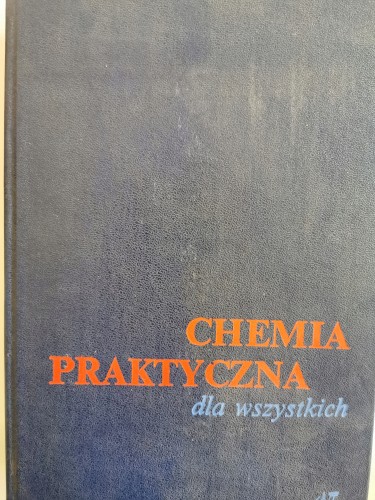 CHEMIA
PRAKTYCZNA
dla wszystkich